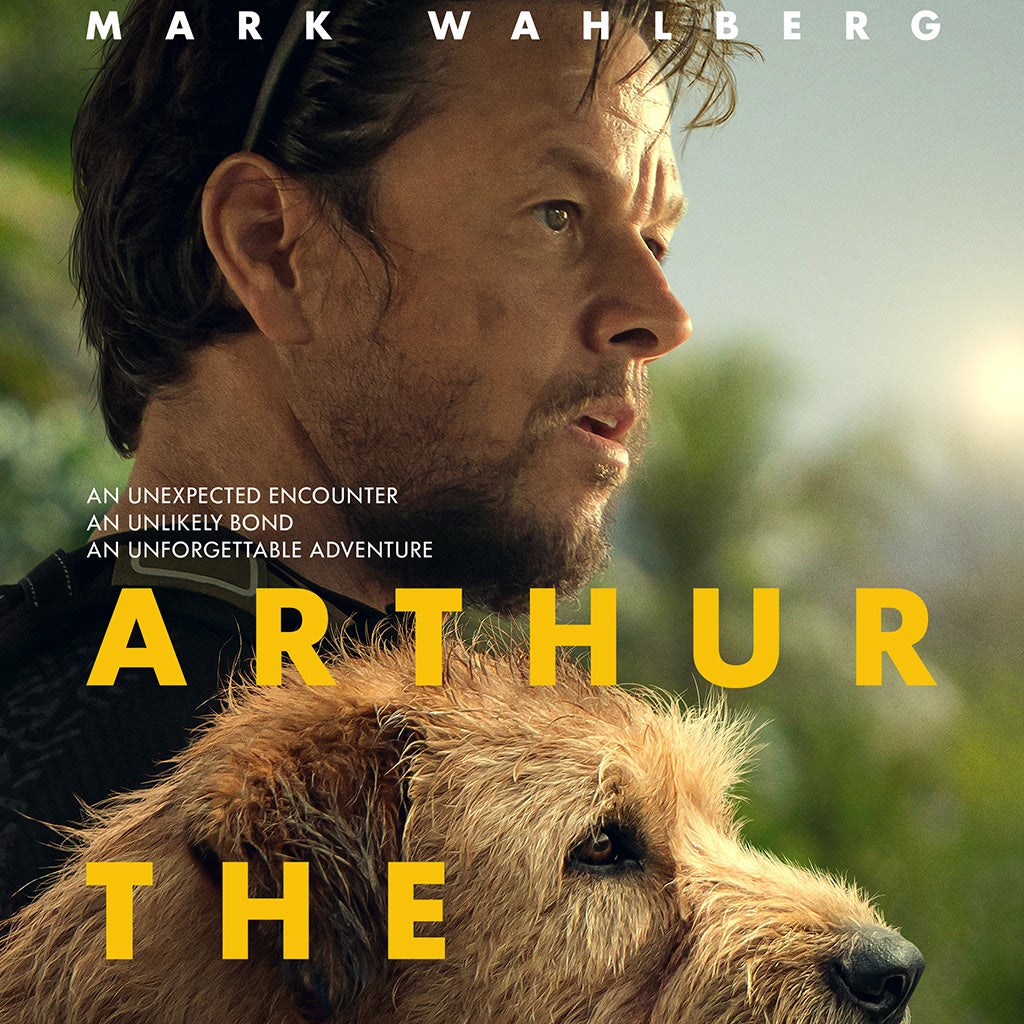 MARK WAHLBERG
AN UNEXPECTED ENCOUNTER
AN UNLIKELY BOND
AN UNFORGETTABLE ADVENTURE
ARTHUR
THE